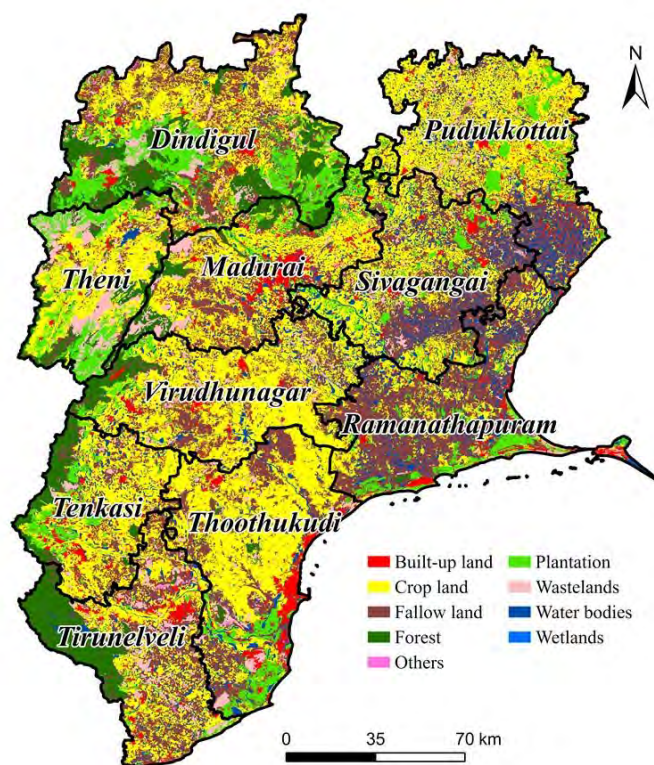 N
Pudukkottai
Dindigul
Theni
Madurai
Sivagangai
Virudhunagar
Ramanathapuram
Tenkasi
Thoothukudi
Tirunelveli
Built-up land
Crop land
Fallow land
Forest
Others
Plantation
Wastelands
Water bodies
Wetlands
0 35 70 km